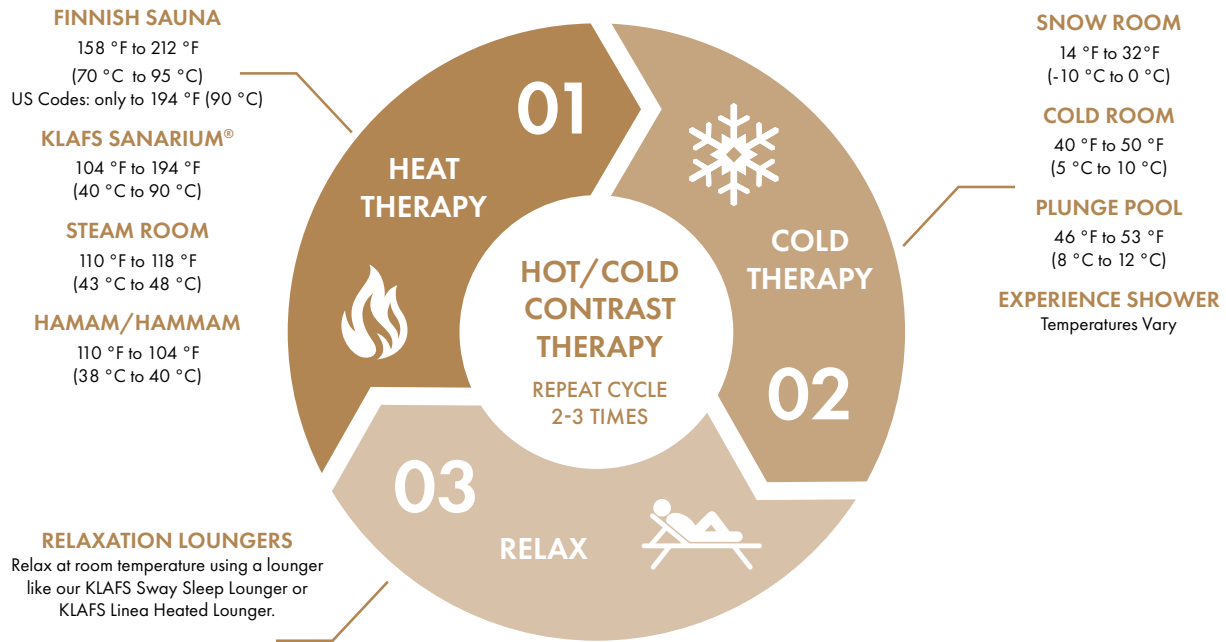 FINNISH SAUNA
158 °F to 212 °F
(70 °C to 95 °C)
US Codes: only to 194 °F (90 °C)
KLAFS SANARIUM®
104 °F to 194 °F
(40 °C to 90 °C)
STEAM ROOM
110 °F to 118 °F
(43 °C to 48 °C)
HAMAM/HAMMAM
110 °F to 104 °F
(38 °C to 40 °C)
01
HEAT
THERAPY
SNOW ROOM
14 °F to 32°F
(-10 °C to 0 °C)
COLD ROOM
40 °F to 50 °F
(5 °C to 10 °C)
PLUNGE POOL
46 °F to 53 °F
(8 °C to 12 °C)
EXPERIENCE SHOWER
Temperatures Vary
COLD
THERAPY
02
HOT/COLD
CONTRAST
THERAPY
REPEAT CYCLE
2-3 TIMES
03
RELAX
RELAXATION LOUNGERS
Relax at room temperature using a lounger
like our KLAFS Sway Sleep Lounger or
KLAFS Linea Heated Lounger.